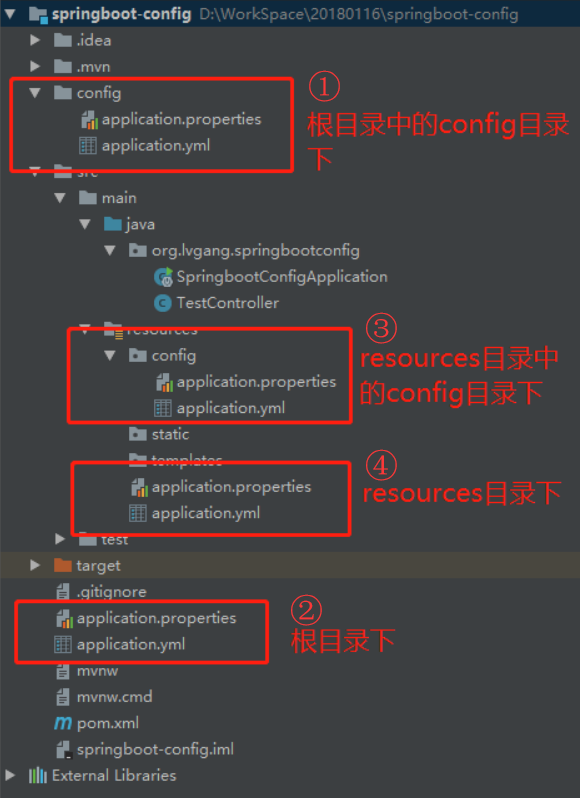 springboot-config D:\WorkSpace\20180116\springboot-config
.idea
.mvn
config
application.properties
application.yml
①
根目录中的config目录
下
src
main
java
org.lvgang.springbootconfig
SpringbootConfigApplication
TestController
resources
config
application.properties
application.yml
③
resources目录中
的config目录下
static
templates
application.properties
application.yml
④
resources目录下
test
target
.gitignore
application.properties
application.yml
②
根目录下
mvnw
mvnw.cmd
pom.xml
springboot-config.iml
External Libraries